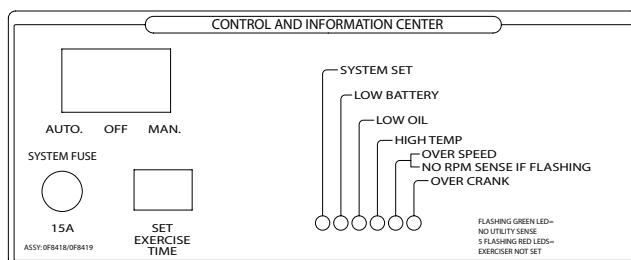 CONTROL AND INFORMATION CENTER
AUTO. OFF MAN.
SYSTEM FUSE
15A
ASSY: 0F8418/0F8419
SET
EXERCISE
TIME
SYSTEM SET
LOW BATTERY
LOW OIL
HIGH TEMP
OVER SPEED
NO RPM SENSE IF FLASHING
OVER CRANK
FLASHING GREEN LED=
NO UTILITY SENSE
5 FLASHING RED LEDS=
EXERCISER NOT SET